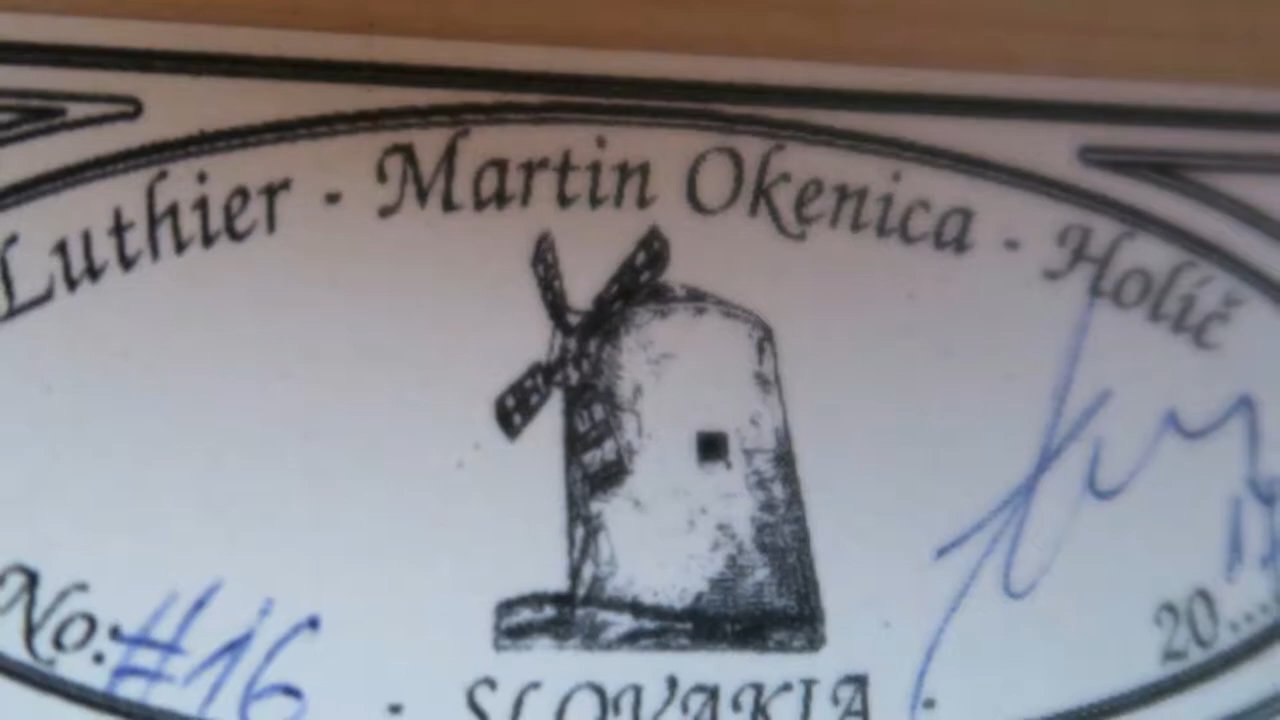 Luthier - Martin Okenica - Holíč
No: #16
20....
- SLOVAKIA -